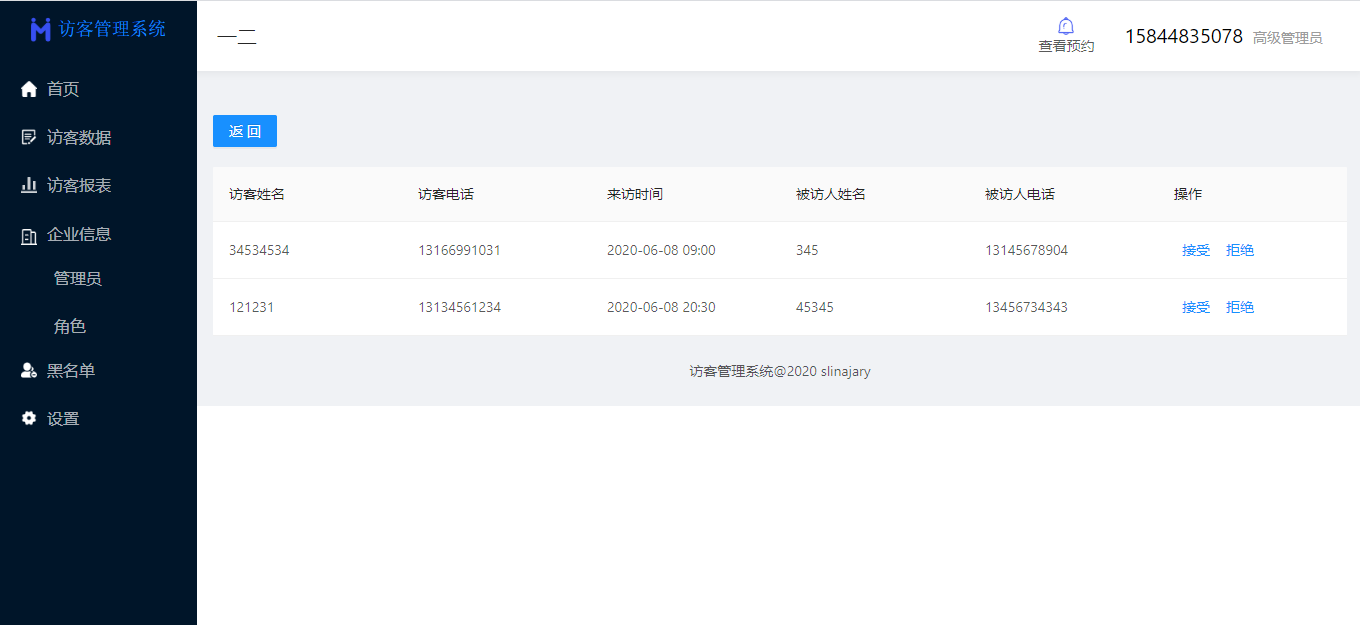 访客管理系统
首页
访客数据
访客报表
企业信息
管理员
角色
黑名单
设置
一二
查看预约
15844835078 高级管理员
返 回
访客姓名 访客电话 来访时间 被访人姓名 被访人电话 操作
34534534 13166991031 2020-06-08 09:00 345 13145678904 接受 拒绝
121231 13134561234 2020-06-08 20:30 45345 13456734343 接受 拒绝
访客管理系统@2020 slinajary